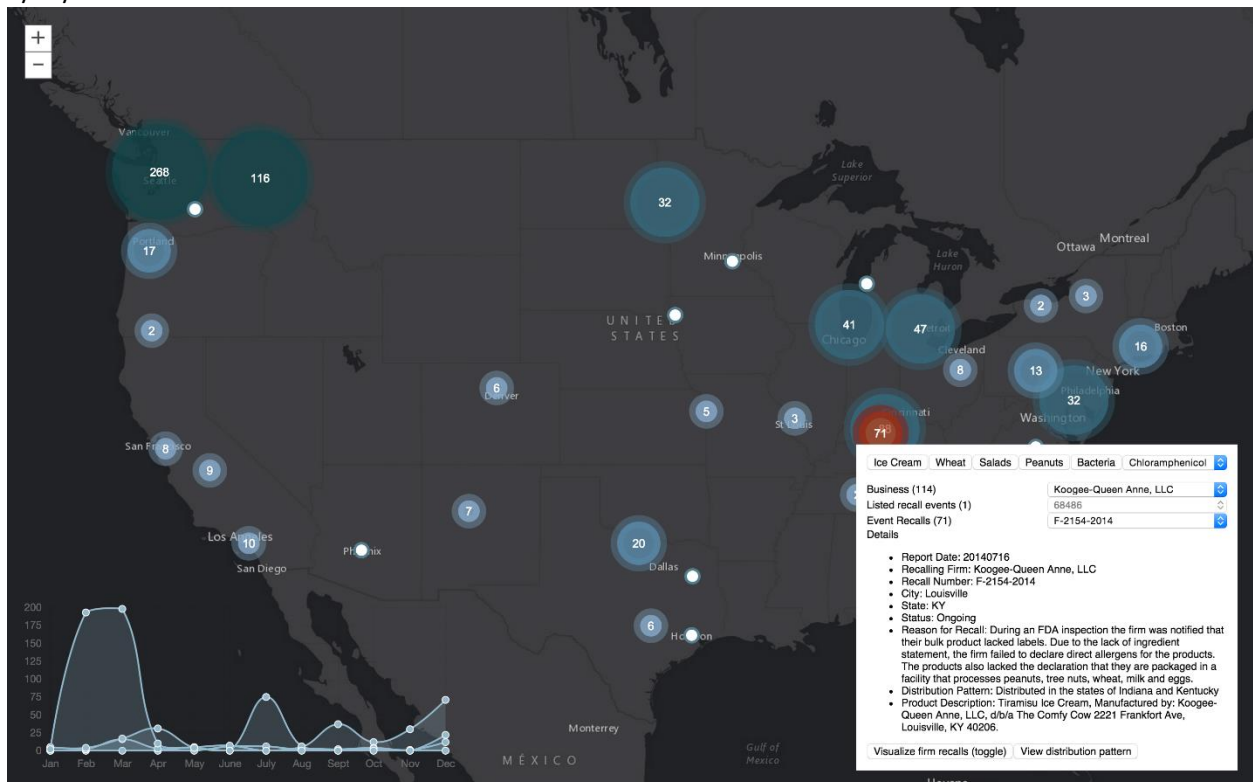 +
−
Vancouver
268
Seattle
116
Portland
17
2
32
Minneapolis
Lake
Superior
Lake
Huron
Ottawa
Montreal
UNITED
STATES
41
Chicago
47
Detroit
2
3
Boston
16
Cleveland
8
13
New York
Philadelphia
32
Washington
6
Denver
5
3
St Louis
Cincinnati
71
San Francisco
8
9
7
Los Angeles
10
San Diego
Phoenix
20
Dallas
6
Houston
Monterrey
MÉXICO
Gulf of
Mexico
Ice Cream Wheat Salads Peanuts Bacteria Chloramphenicol
Business (114) Koogee-Queen Anne, LLC
Listed recall events (1) 68486
Event Recalls (71) F-2154-2014
Details
• Report Date: 20140716
• Recalling Firm: Koogee-Queen Anne, LLC
• Recall Number: F-2154-2014
• City: Louisville
• State: KY
• Status: Ongoing
• Reason for Recall: During an FDA inspection the firm was notified that
their bulk product lacked labels. Due to the lack of ingredient
statement, the firm failed to declare direct allergens for the products.
The products also lacked the declaration that they are packaged in a
facility that processes peanuts, tree nuts, wheat, milk and eggs.
• Distribution Pattern: Distributed in the states of Indiana and Kentucky
• Product Description: Tiramisu Ice Cream, Manufactured by: Koogee-
Queen Anne, LLC, d/b/a The Comfy Cow 2221 Frankfort Ave,
Louisville, KY 40206.
Visualize firm recalls (toggle) View distribution pattern
200
175
150
125
100
75
50
25
0
Jan Feb Mar Apr May June July Aug Sept Oct Nov Dec